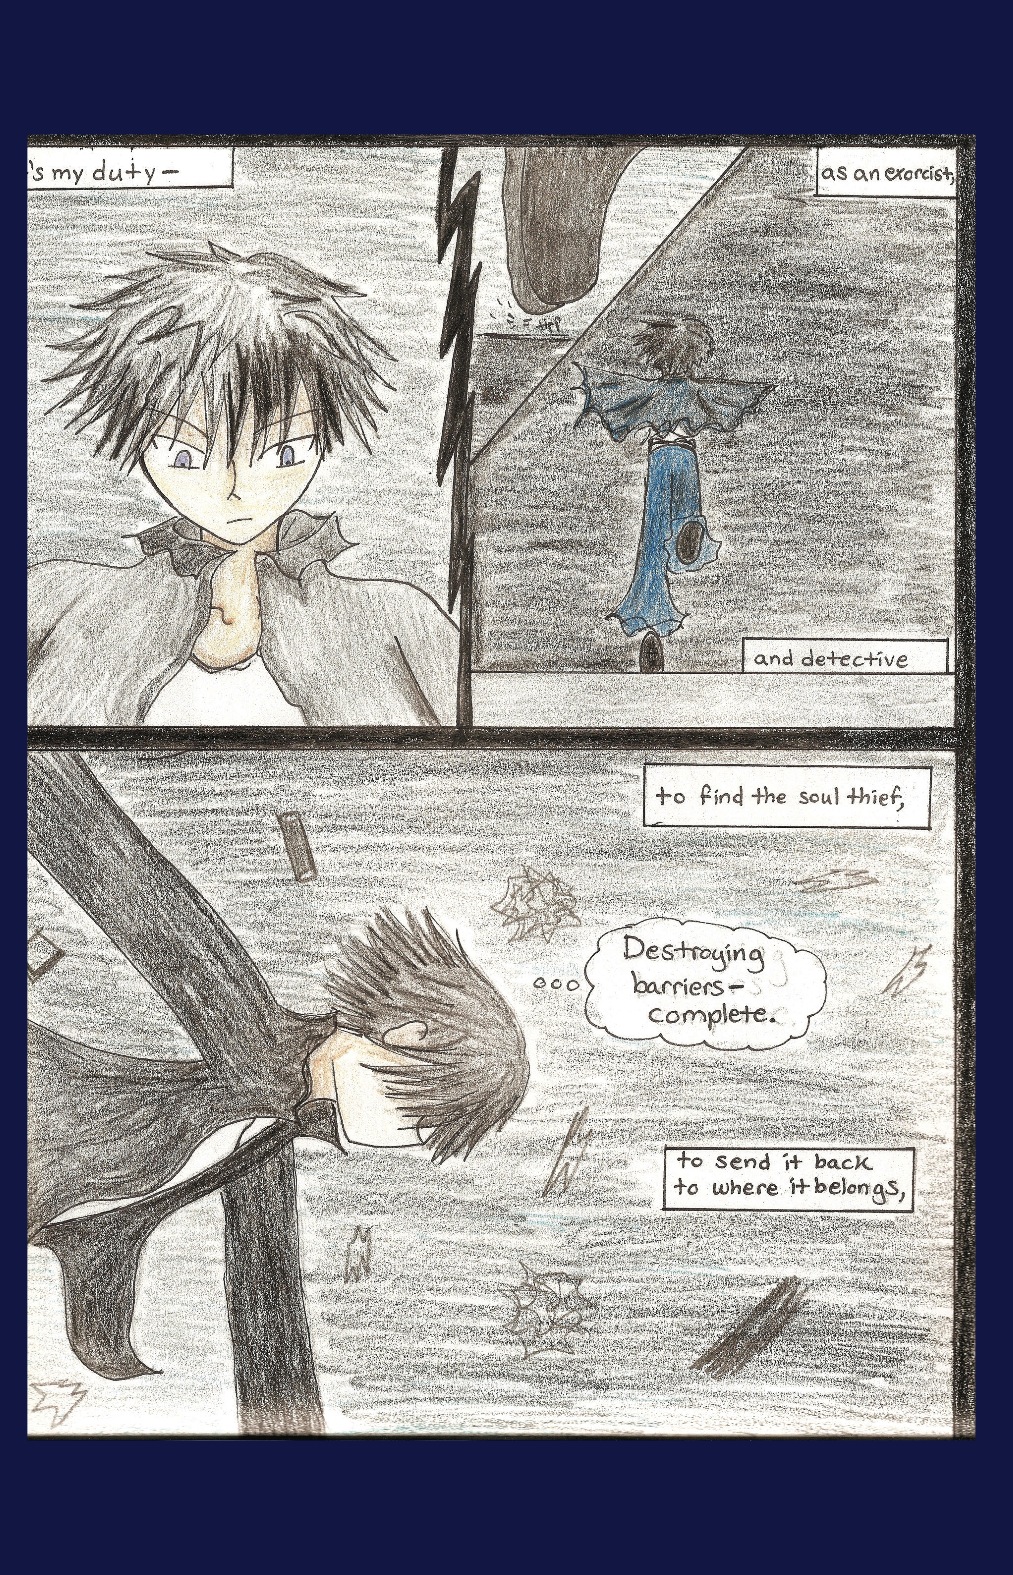 's my duty-
as an exorcist,
and detective
to find the soul thief,
Destroying
barriers-
complete.
to send it back
to where it belongs,